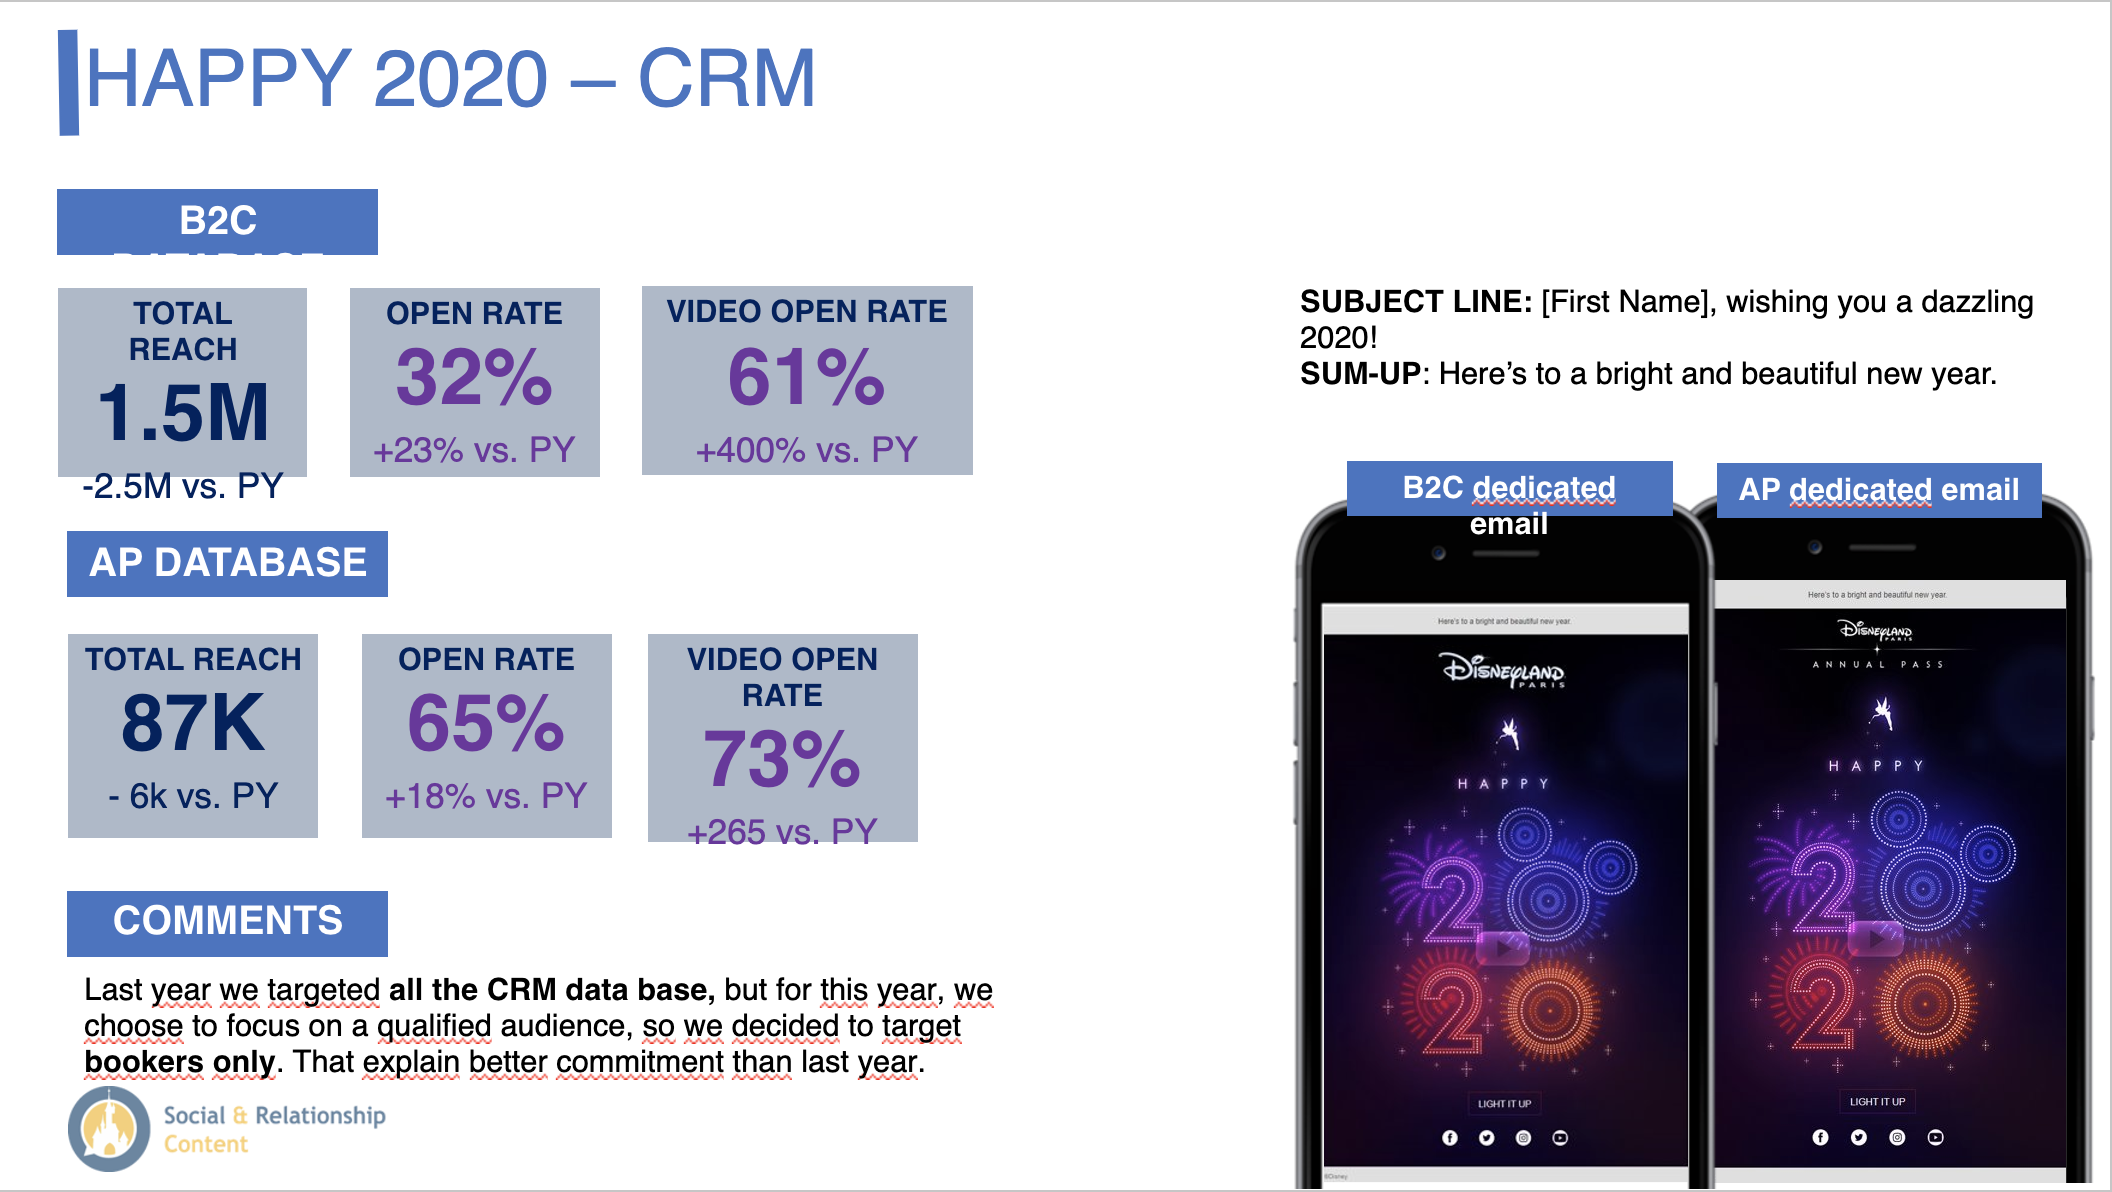 HAPPY 2020 – CRM
B2C
DATABASE
TOTAL
REACH
1.5M
-2.5M vs. PY
OPEN RATE
32%
+23% vs. PY
VIDEO OPEN RATE
61%
+400% vs. PY
AP DATABASE
TOTAL REACH
87K
- 6k vs. PY
OPEN RATE
65%
+18% vs. PY
VIDEO OPEN
RATE
73%
+265 vs. PY
COMMENTS
Last year we targeted all the CRM data base, but for this year, we
choose to focus on a qualified audience, so we decided to target
bookers only. That explain better commitment than last year.
Social & Relationship
Content
SUBJECT LINE: [First Name], wishing you a dazzling
2020!
SUM-UP: Here’s to a bright and beautiful new year.
B2C dedicated
email
Here's to a bright and beautiful new year.
Disneyland
PARIS
HAPPY
2
2
LIGHT IT UP
©Disney
AP dedicated email
Here's to a bright and beautiful new year.
Disneyland
PARIS
ANNUAL PASS
HAPPY
2
2
LIGHT IT UP